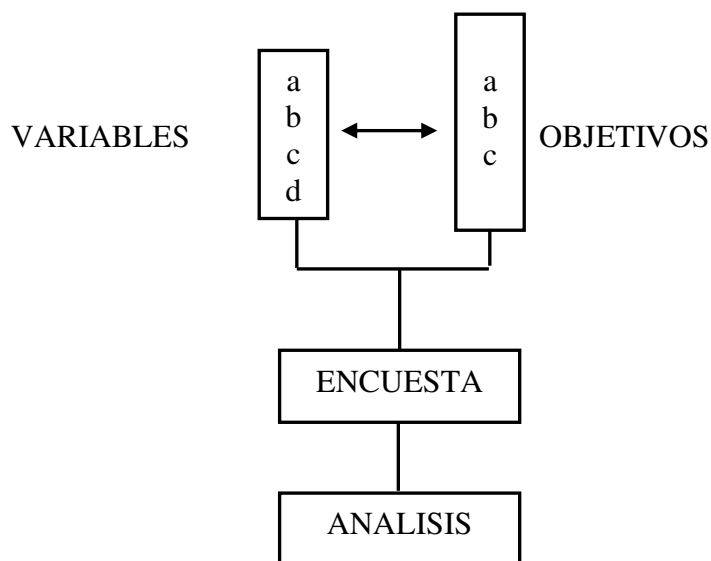 VARIABLES
a
b
c
d
a
b
c
OBJETIVOS
ENCUESTA
ANALISIS